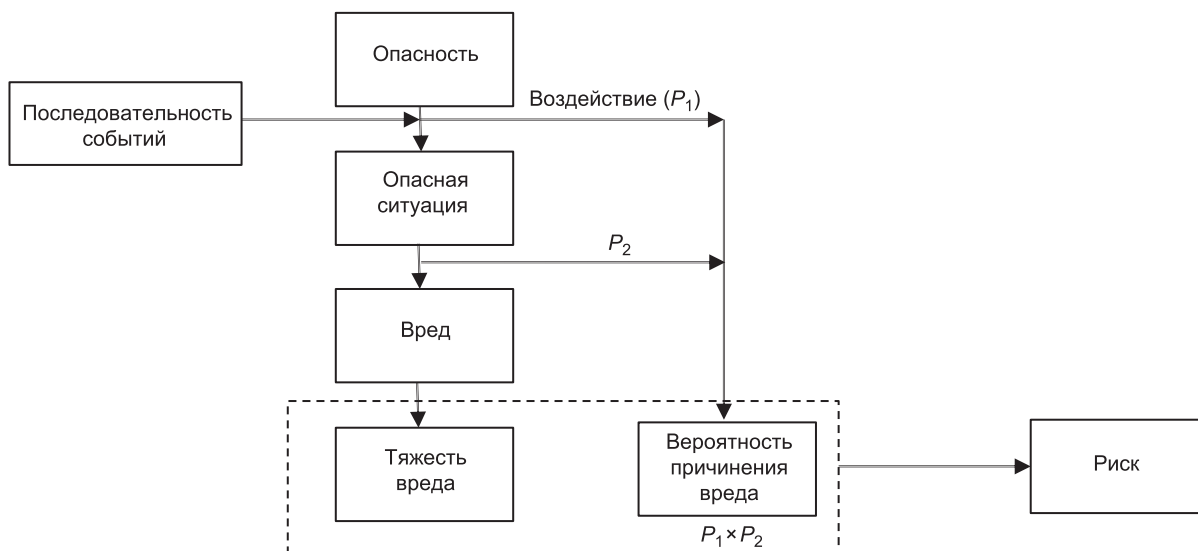 Опасность
Последовательность
событий
Воздействие (P₁)
Опасная
ситуация
P₂
Вред
Тяжесть
вреда
Вероятность
причинения
вреда
P₁ × P₂
Риск